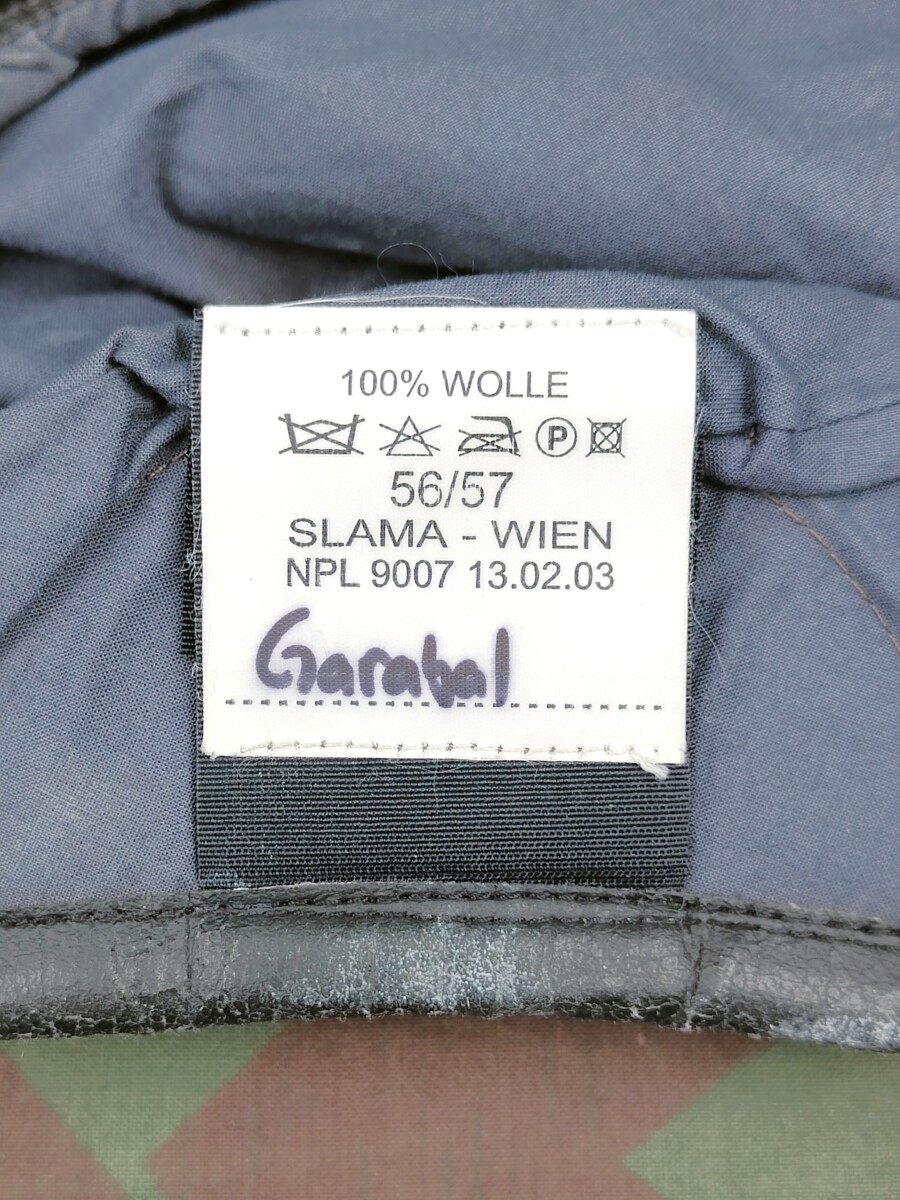 100% WOLLE
P
56/57
SLAMA - WIEN
NPL 9007 13.02.03
Garabal